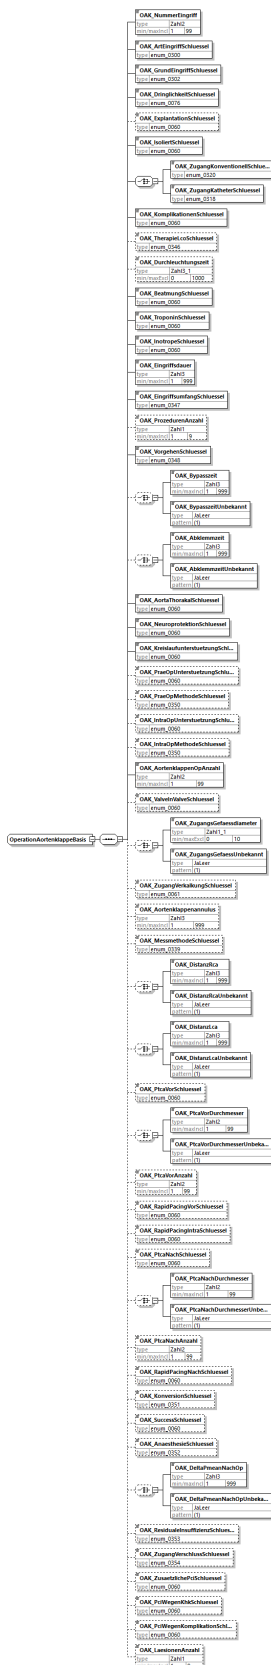 OAK_NummerEingriff
type Zahl2
min/maxIncl 1 99
OAK_ArtEingriffSchluessel
type enum_0300
OAK_GrundEingriffSchluessel
type enum_0302
OAK_DringlichkeitSchluessel
type enum_0076
OAK_ExplantationSchluessel
type enum_0060
OAK_IsoliertSchluessel
type enum_0060
OAK_ZugangKonventionellSchlue...
type enum_0320
OAK_ZugangKatheterSchluessel
type enum_0318
OAK_KomplikationenSchluessel
type enum_0060
OAK_TherapieLcoSchluessel
type enum_0346
OAK_Durchleuchtungszeit
type Zahl3_1
min/maxExcl 0 1000
OAK_BeatmungSchluessel
type enum_0060
OAK_TroponinSchluessel
type enum_0060
OAK_InotropeSchluessel
type enum_0060
OAK_Eingriffsdauer
type Zahl3
min/maxIncl 1 999
OAK_EingriffsumfangSchluessel
type enum_0347
OAK_ProzedurenAnzahl
type Zahl1
min/maxIncl 1 9
OAK_VorgehenSchluessel
type enum_0348
OAK_Bypasszeit
type Zahl3
min/maxIncl 1 999
OAK_BypasszeitUnbekannt
type JaLeer
pattern (1)
OAK_Abklemmzeit
type Zahl3
min/maxIncl 1 999
OAK_AbklemmzeitUnbekannt
type JaLeer
pattern (1)
OAK_AortaThorakalSchluessel
type enum_0060
OAK_NeuroprotektionSchluessel
type enum_0060
OAK_KreislaufunterstuetzungSchl...
type enum_0060
OAK_PraeOpUnterstuetzungSchlu...
type enum_0060
OAK_PraeOpMethodeSchluessel
type enum_0350
OAK_IntraOpUnterstuetzungSchlu...
type enum_0060
OAK_IntraOpMethodeSchluessel
type enum_0350
OAK_AortenklappenOpAnzahl
type Zahl2
min/maxIncl 1 99
OAK_ValveInValveSchluessel
type enum_0060
OAK_ZugangsGefaessdiameter
type Zahl1_1
min/maxExcl 0 10
OperationAortenklappeBasis
OAK_ZugangsGefaessUnbekannt
type JaLeer
pattern (1)
OAK_ZugangVerkalkungSchluessel
type enum_0061
OAK_Aortenklappenannulus
type Zahl3
min/maxIncl 1 999
OAK_MessmethodeSchluessel
type enum_0339
OAK_DistanzRca
type Zahl3
min/maxIncl 1 999
OAK_DistanzRcaUnbekannt
type JaLeer
pattern (1)
OAK_DistanzLca
type Zahl3
min/maxIncl 1 999
OAK_DistanzLcaUnbekannt
type JaLeer
pattern (1)
OAK_PtcaVorSchluessel
type enum_0060
OAK_PtcaVorDurchmesser
type Zahl2
min/maxIncl 1 99
OAK_PtcaVorDurchmesserUnbeka...
type JaLeer
pattern (1)
OAK_PtcaVorAnzahl
type Zahl2
min/maxIncl 1 99
OAK_RapidPacingVorSchluessel
type enum_0060
OAK_RapidPacingIntraSchluessel
type enum_0060
OAK_PtcaNachSchluessel
type enum_0060
OAK_PtcaNachDurchmesser
type Zahl2
min/maxIncl 1 99
OAK_PtcaNachDurchmesserUnbe...
type JaLeer
pattern (1)
OAK_PtcaNachAnzahl
type Zahl2
min/maxIncl 1 99
OAK_RapidPacingNachSchluessel
type enum_0060
OAK_KonversionSchluessel
type enum_0351
OAK_SuccessSchluessel
type enum_0060
OAK_AnaesthesieSchluessel
type enum_0352
OAK_DeltaPmeanNachOp
type Zahl3
min/maxIncl 1 999
OAK_DeltaPmeanNachOpUnbeka...
type JaLeer
pattern (1)
OAK_ResidualeInsuffizienzSchlues...
type enum_0353
OAK_ZugangVerschlussSchluessel
type enum_0354
OAK_ZusaetzlichePciSchluessel
type enum_0060
OAK_PciWegenKhkSchluessel
type enum_0060
OAK_PciWegenKomplikationSchl...
type enum_0060
OAK_LaesionenAnzahl
type Zahl1